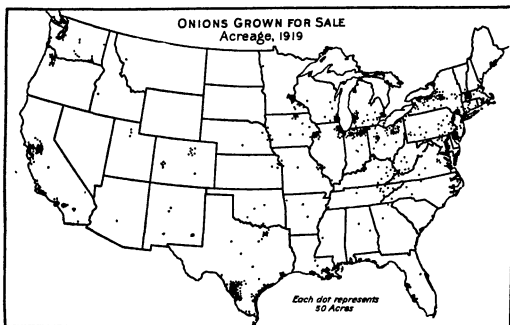 ONIONS GROWN FOR SALE
Acreage, 1919
Each dot represents
50 Acres